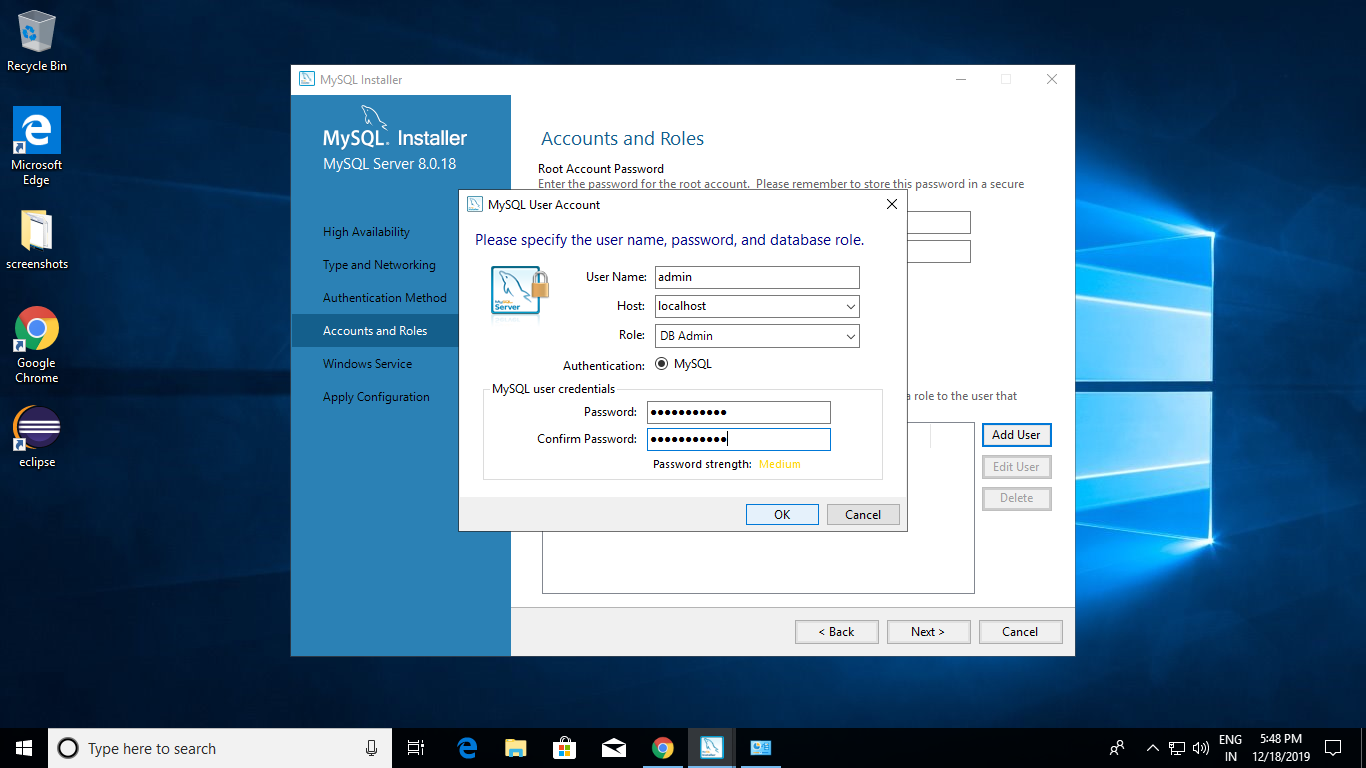 Recycle Bin
Microsoft
Edge
screenshots
Google
Chrome
eclipse
MySQL Installer
MySQL. Installer
MySQL Server 8.0.18
High Availability
Type and Networking
Authentication Method
Accounts and Roles
Windows Service
Apply Configuration
Accounts and Roles
Root Account Password
Enter the password for the root account.  Please remember to store this password in a secure
MySQL User Account
Please specify the user name, password, and database role.
MySQL
Server
User Name: admin
Host: localhost
Role: DB Admin
Authentication: MySQL
MySQL user credentials
Password: ●●●●●●●●●●●
Confirm Password: ●●●●●●●●●●●
Password strength: Medium
OK
Cancel
a role to the user that
Add User
Edit User
Delete
< Back
Next >
Cancel
Type here to search
ENG
IN
5:48 PM
12/18/2019